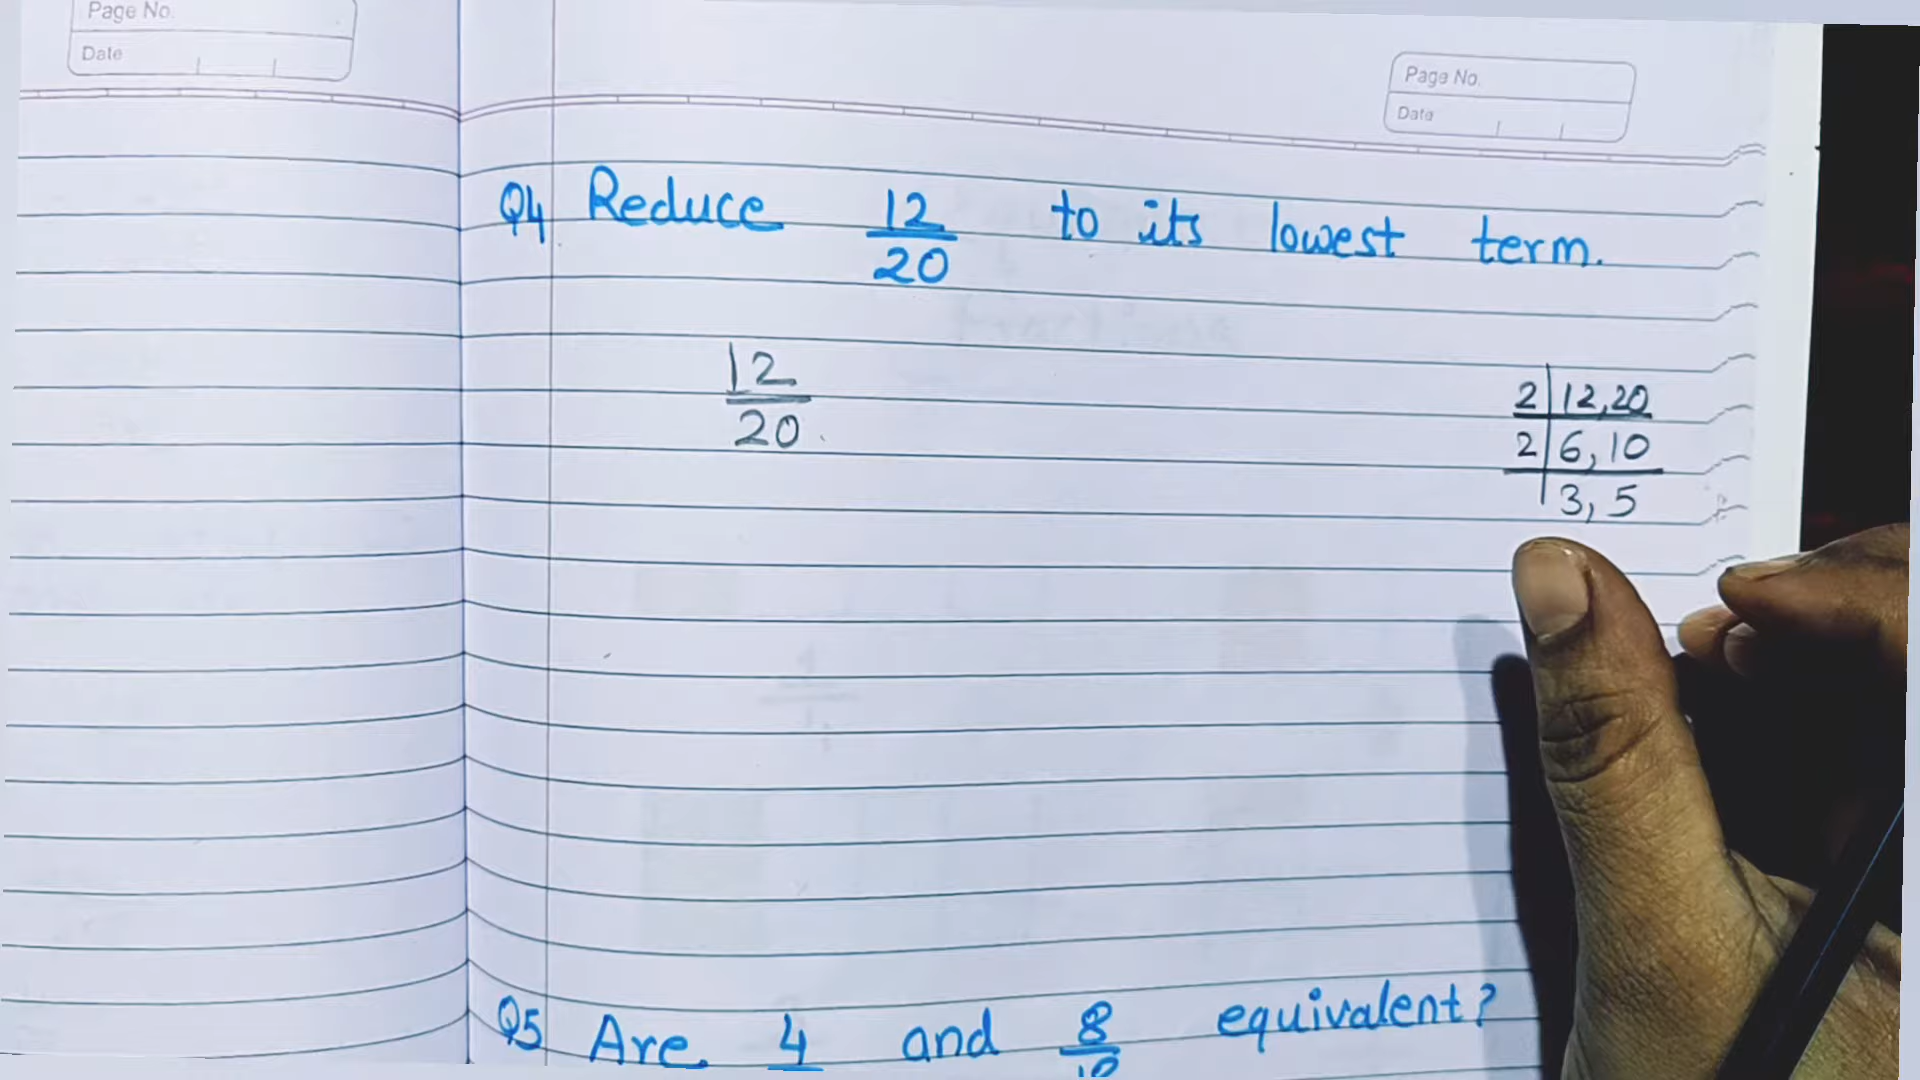 Page No.
Date
Page No.
Date
Q4 Reduce 12/20 to its lowest term.
12/20
2 | 12, 20
2 | 6, 10
3, 5
Q5 Are 4 and 8 equivalent?